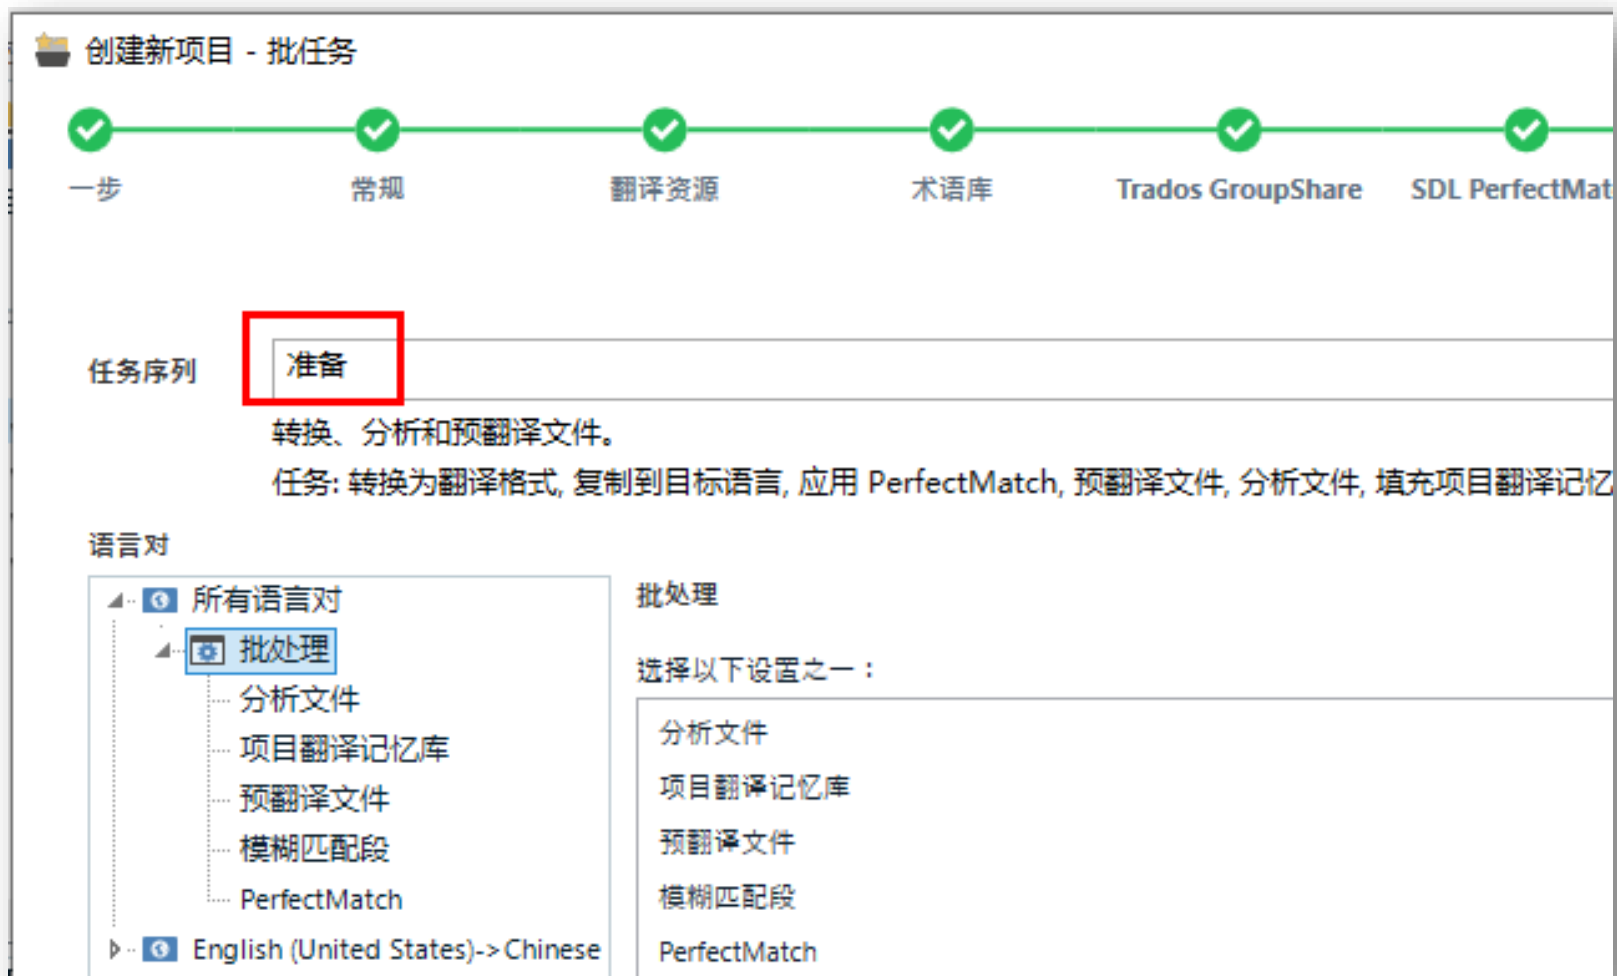 创建新项目 - 批任务
一步 常规 翻译资源 术语库 Trados GroupShare SDL PerfectMat
任务序列 准备
转换、分析和预翻译文件。
任务: 转换为翻译格式, 复制到目标语言, 应用 PerfectMatch, 预翻译文件, 分析文件, 填充项目翻译记忆
语言对
所有语言对
批处理
分析文件
项目翻译记忆库
预翻译文件
模糊匹配段
PerfectMatch
English (United States)->Chinese
批处理
选择以下设置之一：
分析文件
项目翻译记忆库
预翻译文件
模糊匹配段
PerfectMatch